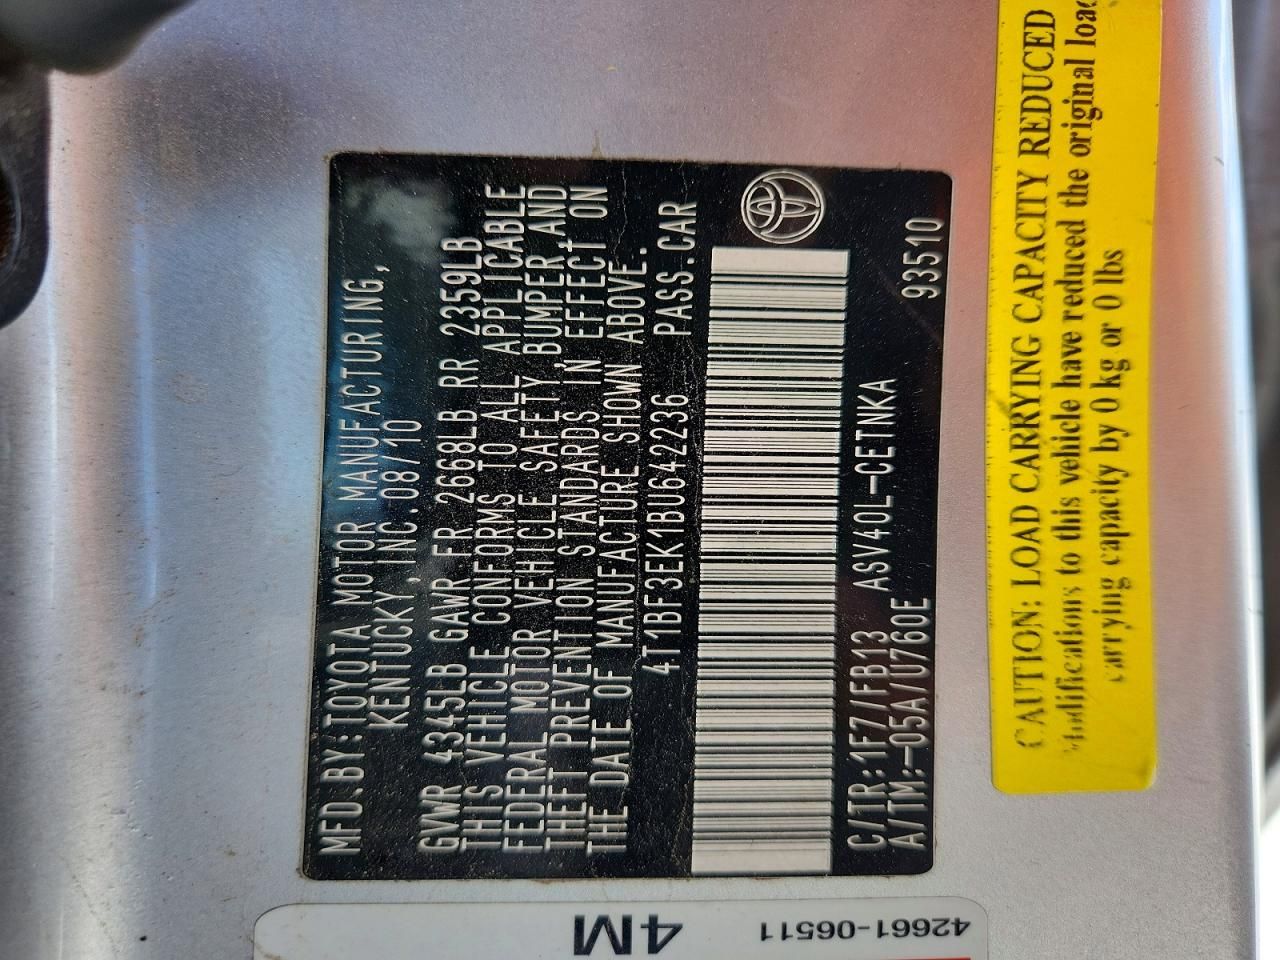 MFD.BY:TOYOTA MOTOR MANUFACTURING,
KENTUCKY,INC.08/10
GVWR 4345LB GAWR FR 2668LB RR 2359LB
THIS VEHICLE CONFORMS TO ALL APPLICABLE
FEDERAL MOTOR VEHICLE SAFETY,BUMPER,AND
THEFT PREVENTION STANDARDS IN EFFECT ON
THE DATE OF MANUFACTURE SHOWN ABOVE.
4T1BF3EK1BU642236 PASS.CAR
C/TR:1F7/FB13 ASV40L-CETNKA
A/TM:-05A/U760E 93510
CAUTION: LOAD CARRYING CAPACITY REDUCED
Modifications to this vehicle have reduced the original load
carrying capacity by 0 kg or 0 lbs
4M
42661-06511